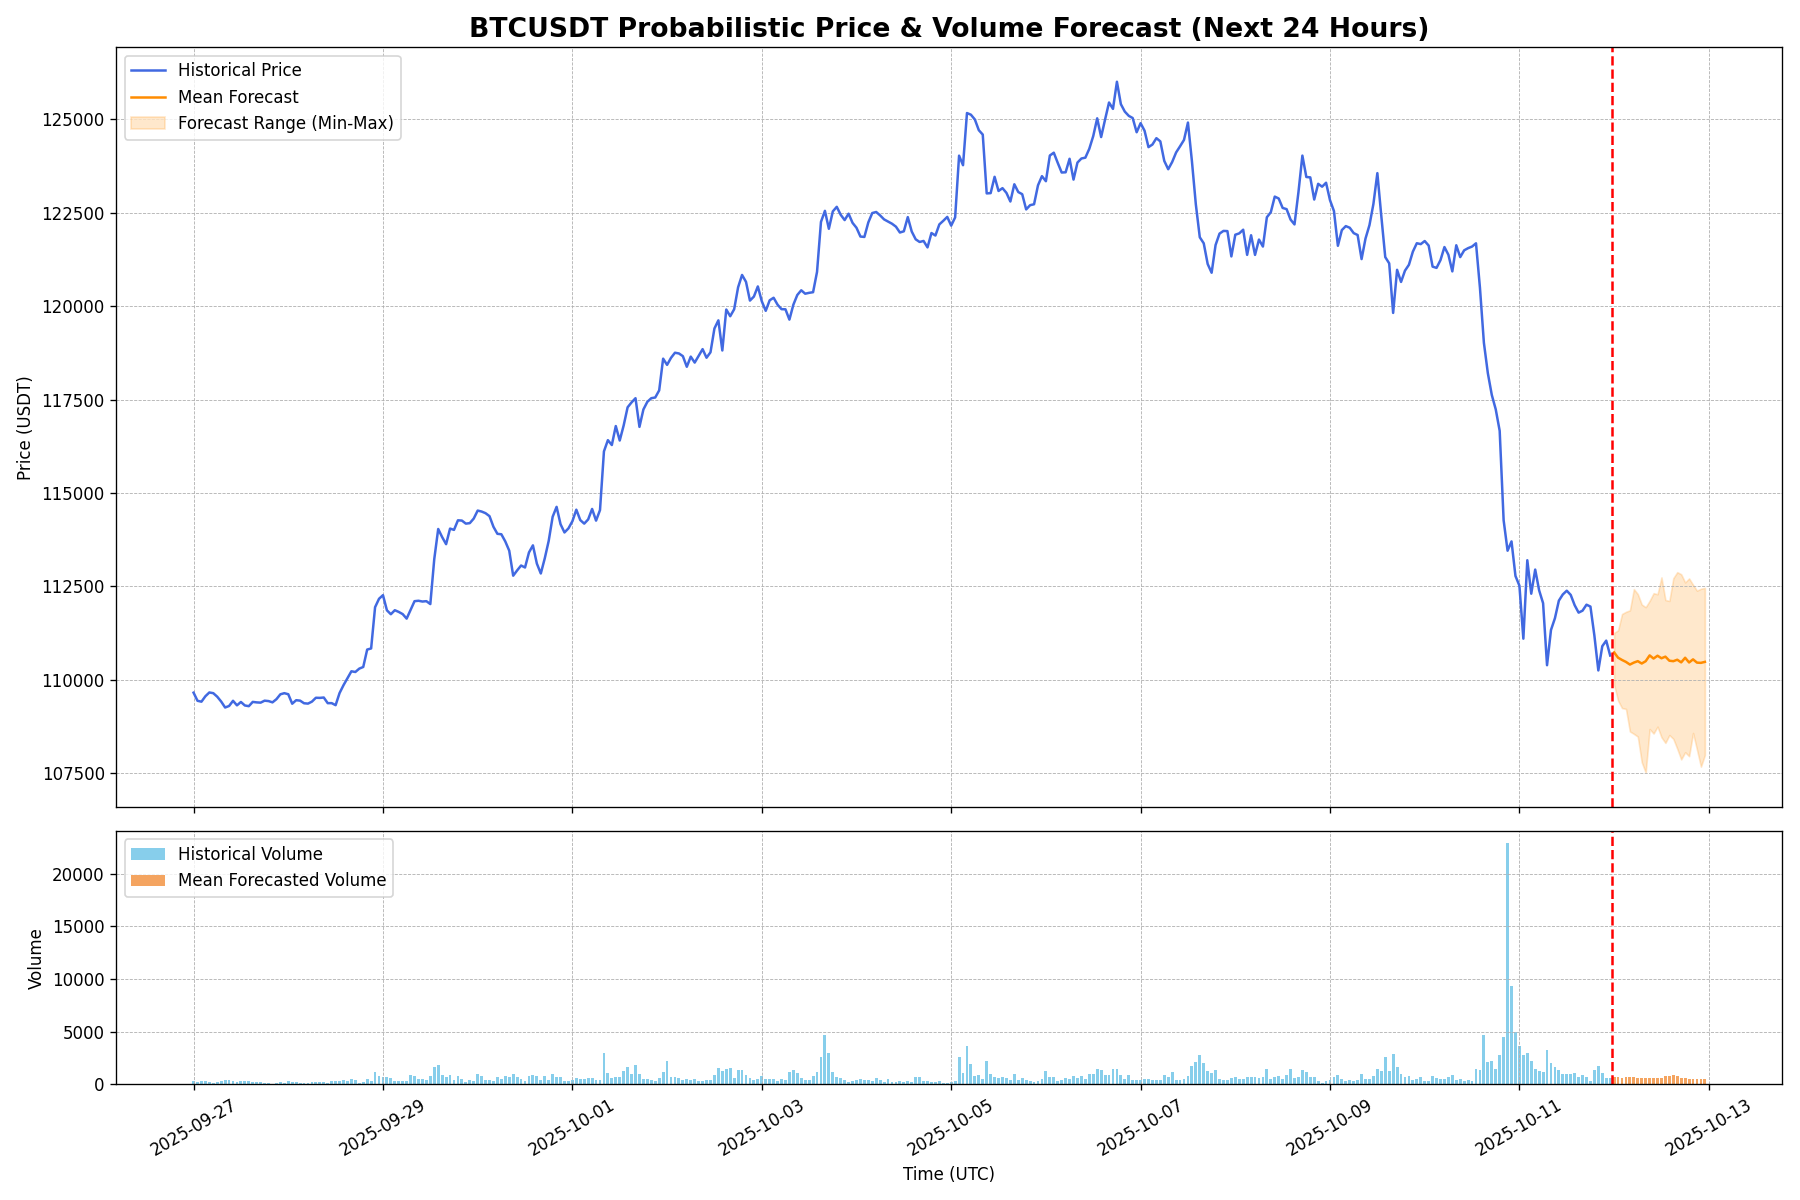 BTCUSDT Probabilistic Price & Volume Forecast (Next 24 Hours)
Historical Price
Mean Forecast
Forecast Range (Min-Max)
125000
122500
120000
117500
115000
112500
110000
107500
Price (USDT)
Historical Volume
Mean Forecasted Volume
20000
15000
10000
5000
0
Volume
2025-09-27
2025-09-29
2025-10-01
2025-10-03
2025-10-05
2025-10-07
2025-10-09
2025-10-11
2025-10-13
Time (UTC)